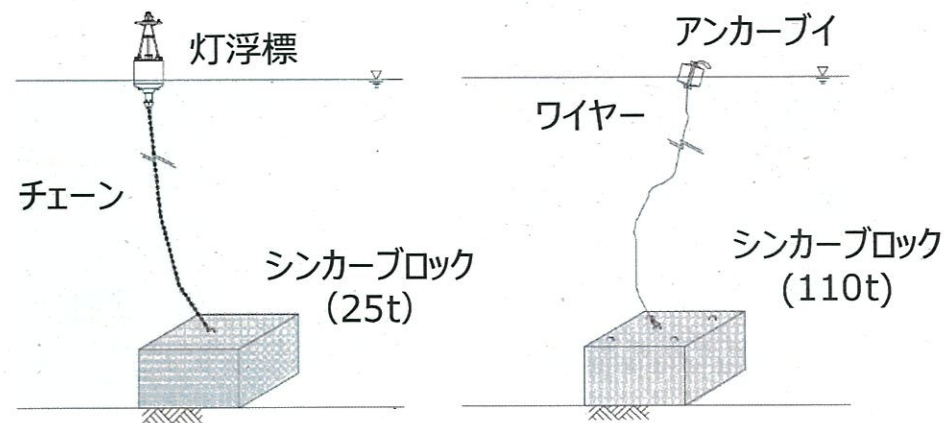 灯浮標
チェーン
シンカーブロック
(25t)
アンカーブイ
ワイヤー
シンカーブロック
(110t)